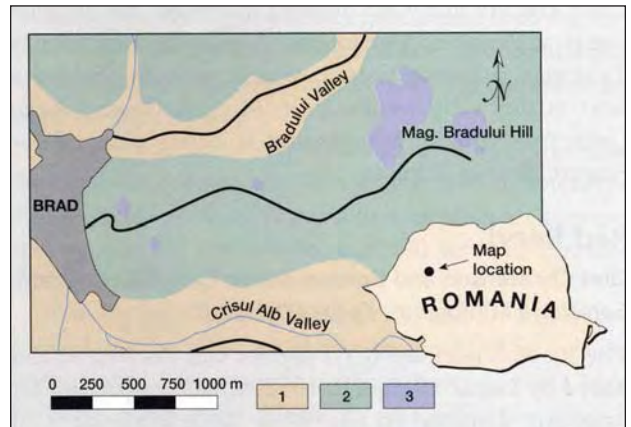 N
Bradului Valley
Mag. Bradului Hill
BRAD
Map
location
ROMANIA
Crisul Alb Valley
0 250 500 750 1000 m
1 2 3